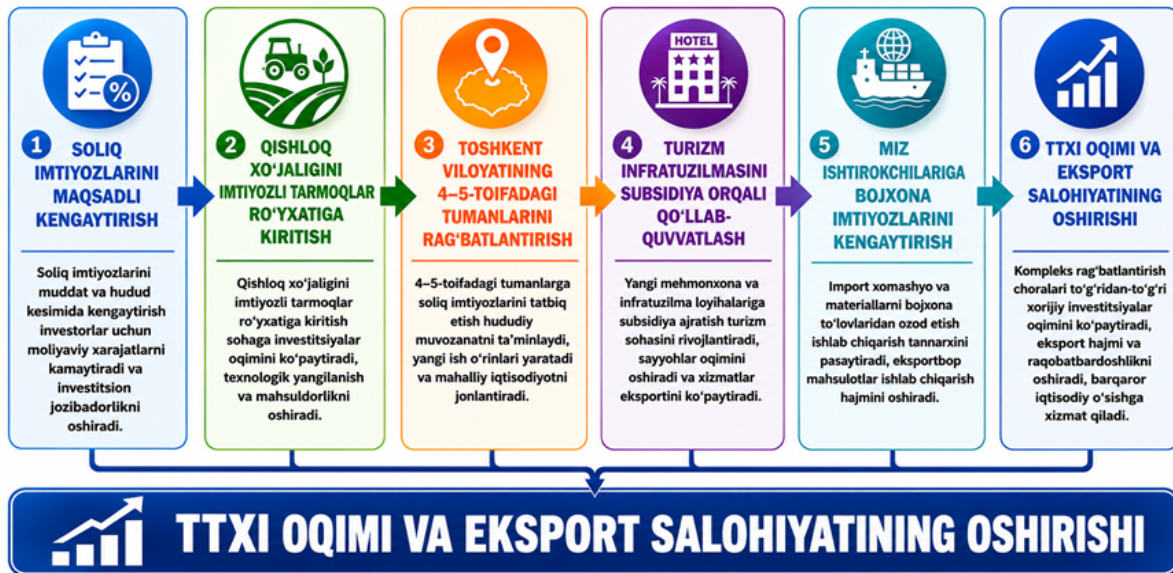 1 SOLIQ
IMTIYOZLARINI
MAQSADLI
KENGAYTIRISH
Soliq imtiyozlarini
muddat va hudud
kesimida kengaytirish
investorlar uchun
moliyaviy xarajatlarni
kamaytiradi va
investitsion
jozibadorlikni
oshiradi.
2 QISHLOQ
XO‘JALIGINI
IMTIYOZLI TARMOQLAR
RO‘YXATIGA
KIRITISH
Qishloq xo‘jaligini
imtiyozli tarmoqlar
ro‘yxatiga kiritish
sohaga investitsiyalar
oqimini ko‘paytiradi,
texnologik yangilanish
va mahsuldorlikni
oshiradi.
3 TOSHKENT
VILOYATINING
4–5-TOIFADAGI
TUMANLARINI
RAG‘BATLANTIRISH
4–5-toifadagi tumanlarga
soliq imtiyozlarini tatbiq
etish hududiy
muvozanatni ta’minlaydi,
yangi ish o‘rinlari yaratadi
va mahalliy iqtisodiyotni
jonlantiradi.
HOTEL
4 TURIZM
INFRATUZILMASINI
SUBSIDIYA ORQALI
QO‘LLAB-
QUVVATLASH
Yangi mehmonxona va
infratuzilma loyihalariga
subsidiya ajratish turizm
sohasini rivojlantiradi,
sayyohlar oqimini
oshiradi va xizmatlar
eksportini ko‘paytiradi.
5 MIZ
ISHTIROKCHILARIGA
BOJXONA
IMTIYOZLARINI
KENGAYTIRISH
Import xomashyo va
materiallarni bojxona
to‘lovlaridan ozod etish
ishlab chiqarish tannarxini
pasaytiradi, eksportbop
mahsulotlar ishlab chiqarish
hajmini oshiradi.
6 TTXI OQIMI VA
EKSPORT
SALOHIYATINING
OSHIRISHI
Kompleks rag‘batlantirish
choralari to‘g‘ridan-to‘g‘ri
xorijiy investitsiyalar
oqimini ko‘paytiradi,
eksport hajmi va
raqobatbardoshlikni
oshiradi, barqaror
iqtisodiy o‘sishga
xizmat qiladi.
TTXI OQIMI VA EKSPORT SALOHIYATINING OSHIRISHI